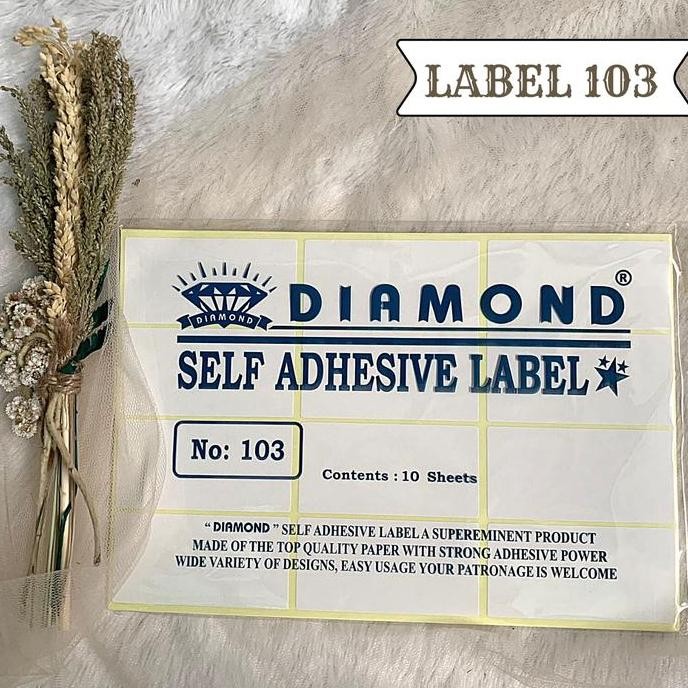 LABEL 103
DIAMOND
DIAMOND®
SELF ADHESIVE LABEL
No: 103
Contents : 10 Sheets
“ DIAMOND ” SELF ADHESIVE LABEL A SUPEREMINENT PRODUCT
MADE OF THE TOP QUALITY PAPER WITH STRONG ADHESIVE POWER
WIDE VARIETY OF DESIGNS, EASY USAGE YOUR PATRONAGE IS WELCOME